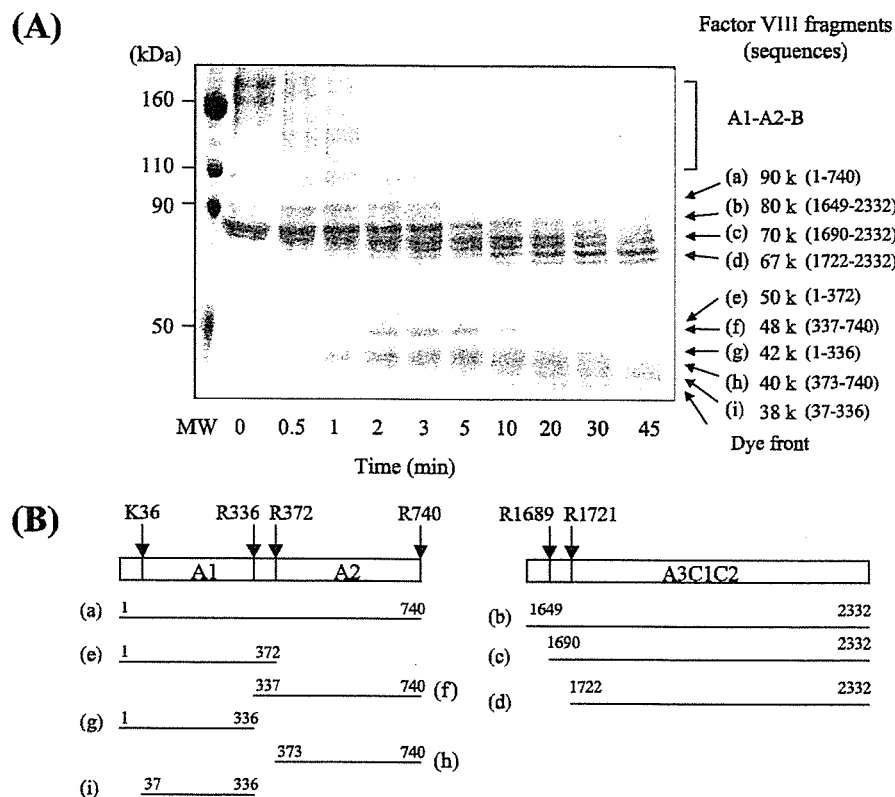 (A)
Factor VIII fragments
(sequences)
(kDa)
160
110
90
50
A1-A2-B
(a) 90 k (1-740)
(b) 80 k (1649-2332)
(c) 70 k (1690-2332)
(d) 67 k (1722-2332)
(e) 50 k (1-372)
(f) 48 k (337-740)
(g) 42 k (1-336)
(h) 40 k (373-740)
(i) 38 k (37-336)
Dye front
MW 0 0.5 1 2 3 5 10 20 30 45
Time (min)
(B)
K36 R336 R372 R740 R1689 R1721
A1 A2 A3C1C2
(a) 1 740
(b) 1649 2332
(c) 1690 2332
(e) 1 372
(f) 337 740
(d) 1722 2332
(g) 1 336
(h) 373 740
(i) 37 336